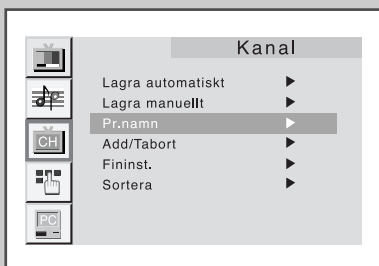 Kanal
Lagra automatiskt ▶
Lagra manuellt ▶
Pr.namn ▶
Add/Tabort ▶
CH
Fininst. ▶
Sortera ▶
PC